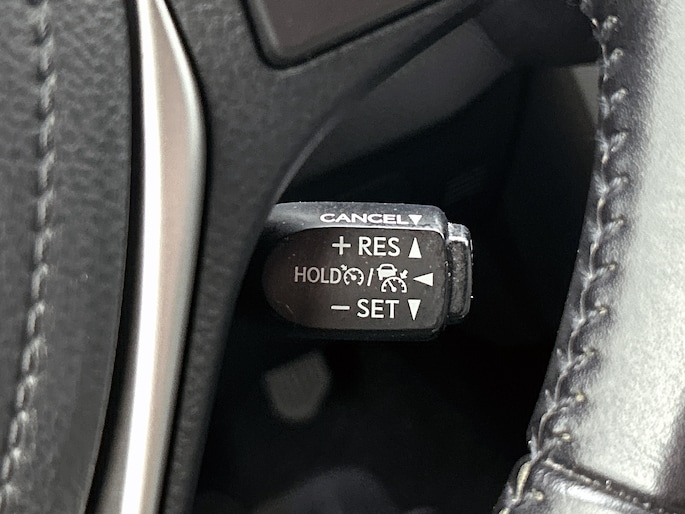 CANCEL▼
+ RES ▲
HOLD / ◀
− SET ▼